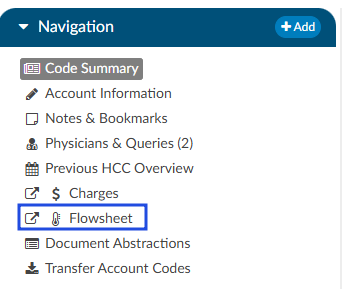 Navigation
+ Add
Code Summary
Account Information
Notes & Bookmarks
Physicians & Queries (2)
Previous HCC Overview
$ Charges
Flowsheet
Document Abstractions
Transfer Account Codes